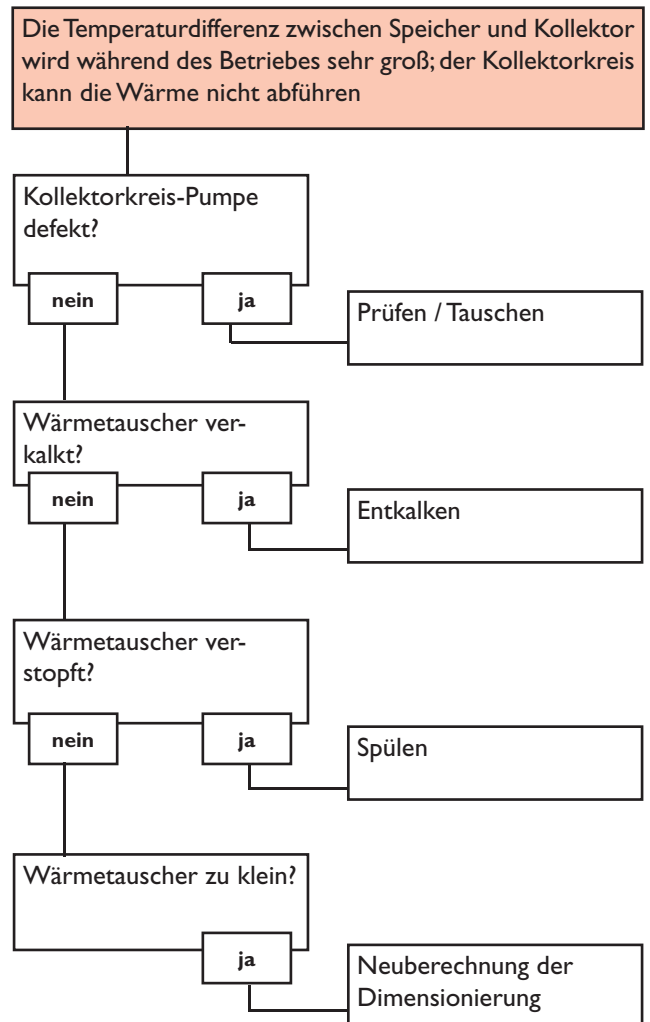 Die Temperaturdifferenz zwischen Speicher und Kollektor
wird während des Betriebes sehr groß; der Kollektorkreis
kann die Wärme nicht abführen
Kollektorkreis-Pumpe
defekt?
nein
ja
Prüfen / Tauschen
Wärmetauscher ver-
kalkt?
nein
ja
Entkalken
Wärmetauscher ver-
stopft?
nein
ja
Spülen
Wärmetauscher zu klein?
ja
Neuberechnung der
Dimensionierung